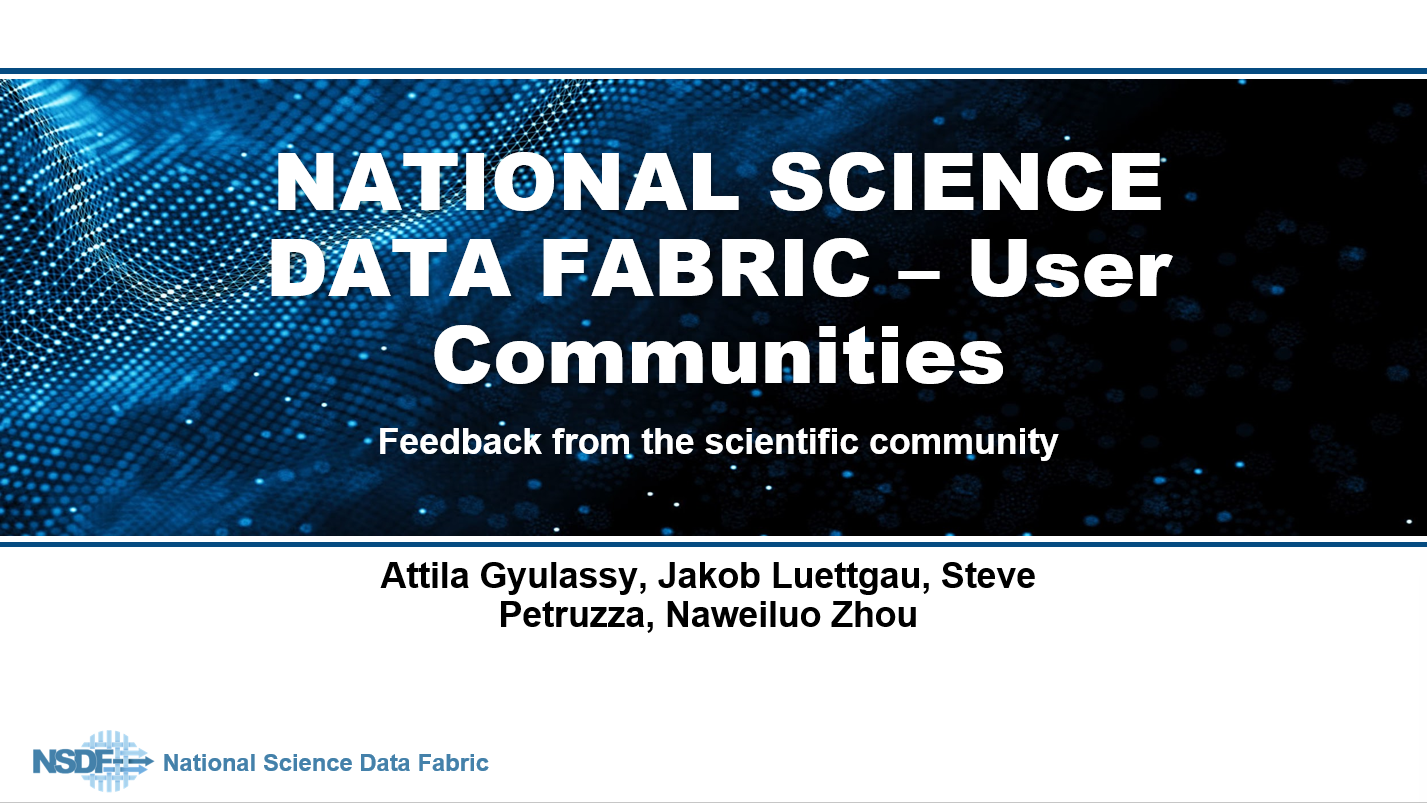 NATIONAL SCIENCE
DATA FABRIC – User
Communities
Feedback from the scientific community
Attila Gyulassy, Jakob Luettgau, Steve
Petruzza, Naweiluo Zhou
NSDF
National Science Data Fabric